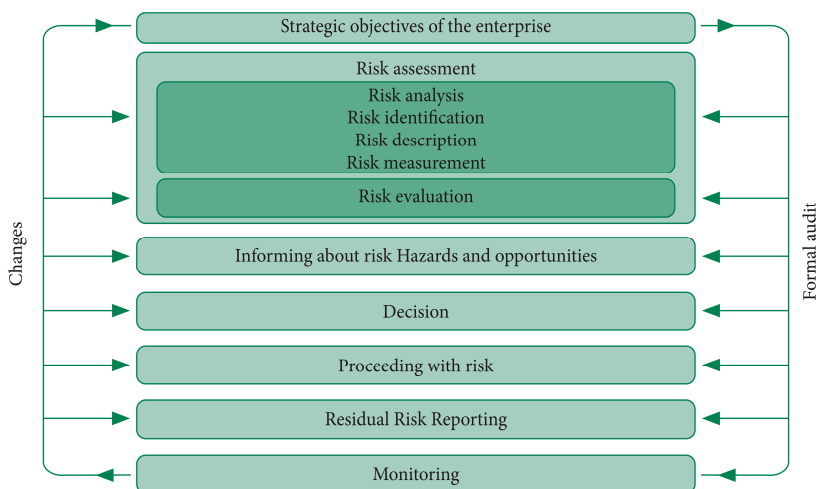 Strategic objectives of the enterprise
Risk assessment
Risk analysis
Risk identification
Risk description
Risk measurement
Risk evaluation
Informing about risk Hazards and opportunities
Decision
Proceeding with risk
Residual Risk Reporting
Monitoring
Changes
Formal audit